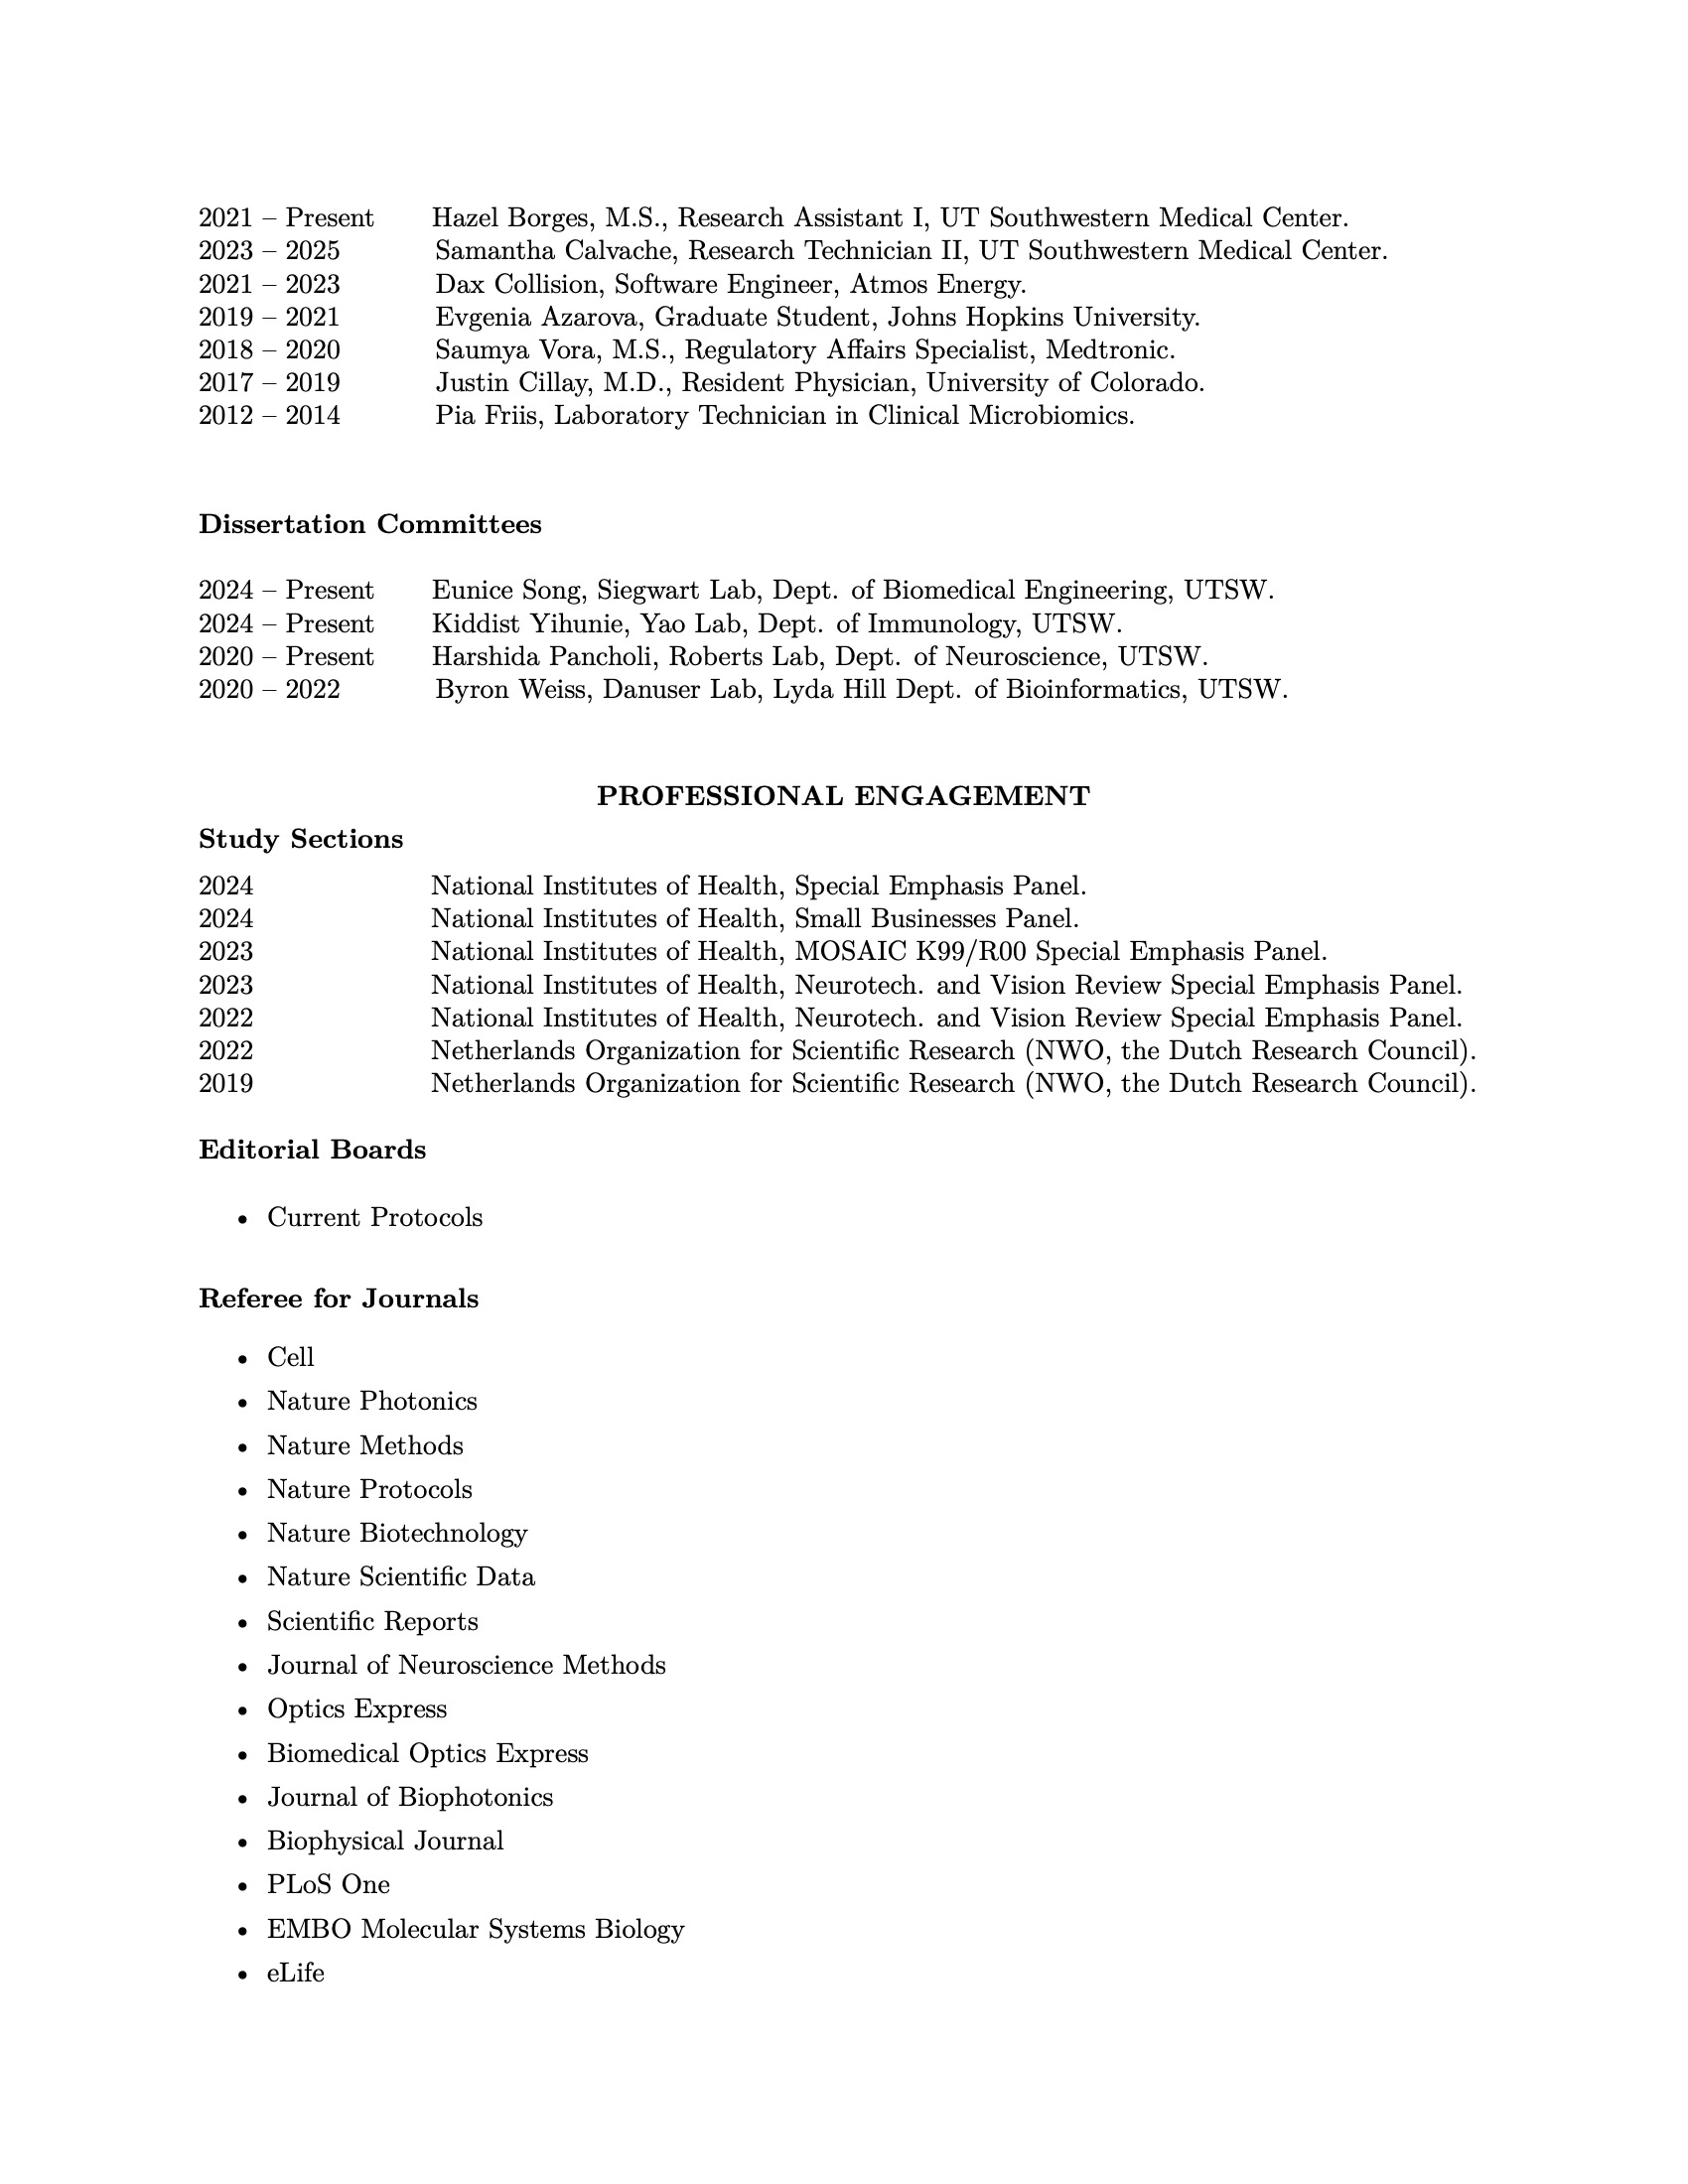 2021 – Present Hazel Borges, M.S., Research Assistant I, UT Southwestern Medical Center.
2023 – 2025 Samantha Calvache, Research Technician II, UT Southwestern Medical Center.
2021 – 2023 Dax Collision, Software Engineer, Atmos Energy.
2019 – 2021 Evgenia Azarova, Graduate Student, Johns Hopkins University.
2018 – 2020 Saumya Vora, M.S., Regulatory Affairs Specialist, Medtronic.
2017 – 2019 Justin Cillay, M.D., Resident Physician, University of Colorado.
2012 – 2014 Pia Friis, Laboratory Technician in Clinical Microbiomics.
Dissertation Committees
2024 – Present Eunice Song, Siegwart Lab, Dept. of Biomedical Engineering, UTSW.
2024 – Present Kiddist Yihunie, Yao Lab, Dept. of Immunology, UTSW.
2020 – Present Harshida Pancholi, Roberts Lab, Dept. of Neuroscience, UTSW.
2020 – 2022 Byron Weiss, Danuser Lab, Lyda Hill Dept. of Bioinformatics, UTSW.
PROFESSIONAL ENGAGEMENT
Study Sections
2024 National Institutes of Health, Special Emphasis Panel.
2024 National Institutes of Health, Small Businesses Panel.
2023 National Institutes of Health, MOSAIC K99/R00 Special Emphasis Panel.
2023 National Institutes of Health, Neurotech. and Vision Review Special Emphasis Panel.
2022 National Institutes of Health, Neurotech. and Vision Review Special Emphasis Panel.
2022 Netherlands Organization for Scientific Research (NWO, the Dutch Research Council).
2019 Netherlands Organization for Scientific Research (NWO, the Dutch Research Council).
Editorial Boards
• Current Protocols
Referee for Journals
• Cell
• Nature Photonics
• Nature Methods
• Nature Protocols
• Nature Biotechnology
• Nature Scientific Data
• Scientific Reports
• Journal of Neuroscience Methods
• Optics Express
• Biomedical Optics Express
• Journal of Biophotonics
• Biophysical Journal
• PLoS One
• EMBO Molecular Systems Biology
• eLife